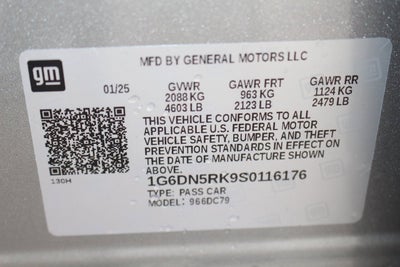 gm
MFD BY GENERAL MOTORS LLC
01/25 GVWR GAWR FRT GAWR RR
2088 KG 963 KG 1124 KG
4603 LB 2123 LB 2479 LB
THIS VEHICLE CONFORMS TO ALL
APPLICABLE U.S. FEDERAL MOTOR
VEHICLE SAFETY, BUMPER, AND THEFT
PREVENTION STANDARDS IN EFFECT ON
THE DATE OF MANUFACTURE SHOWN
ABOVE.
130H
1G6DN5RK9S0116176
TYPE: PASS CAR
MODEL: 966DC79